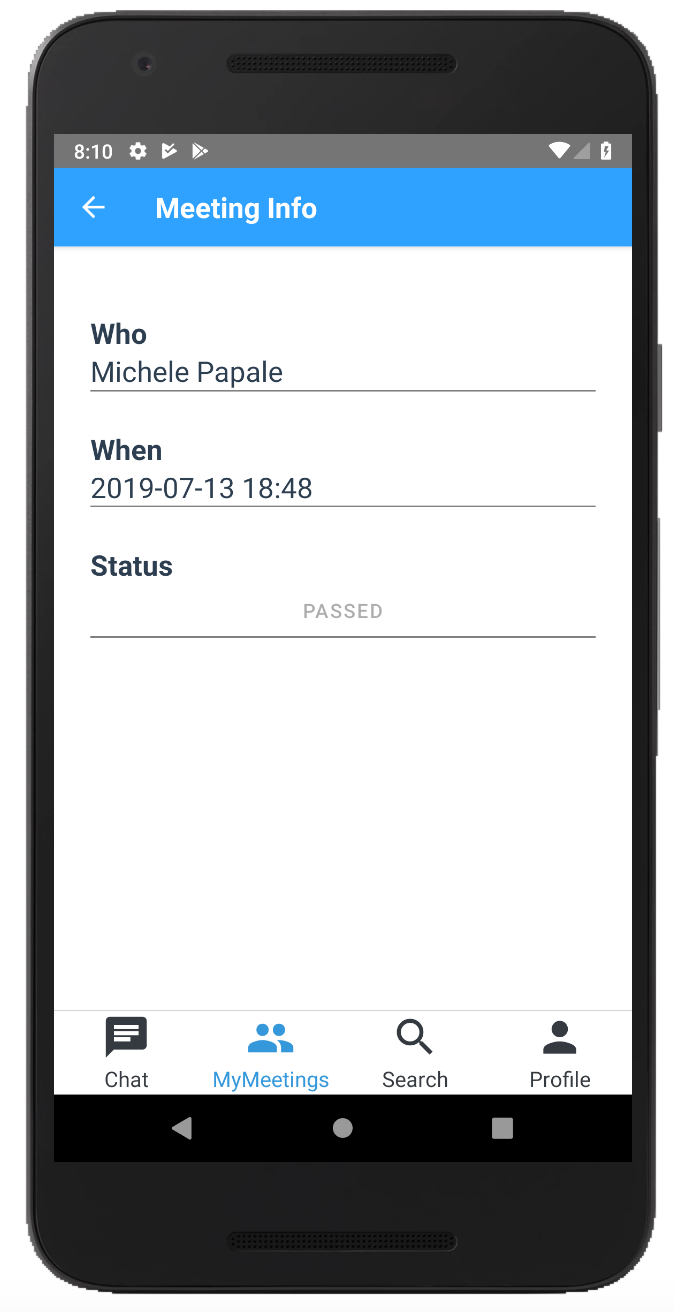 8:10
Meeting Info
Who
Michele Papale
When
2019-07-13 18:48
Status
PASSED
Chat MyMeetings Search Profile